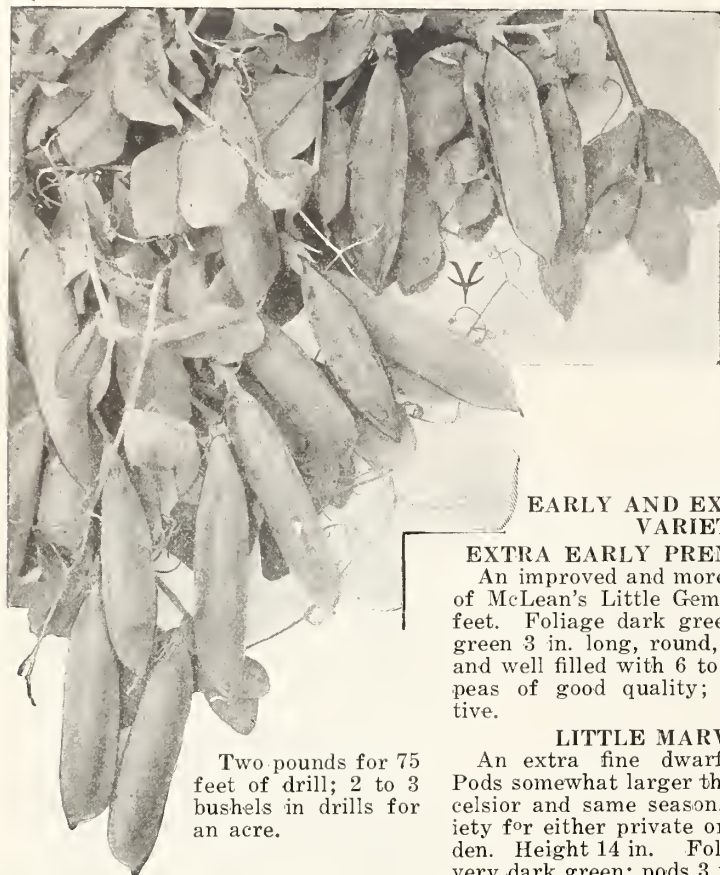 Two pounds for 75
feet of drill; 2 to 3
bushels in drills for
an acre.
EARLY AND EX
VARIET
EXTRA EARLY PREM
An improved and more
of McLean's Little Gem
feet. Foliage dark gree
green 3 in. long, round,
and well filled with 6 to
peas of good quality;
tive.
LITTLE MARV
An extra fine dwarf
Pods somewhat larger th
celsior and same season.
iety for either private or
den. Height 14 in. Fol
very dark green; pods 3